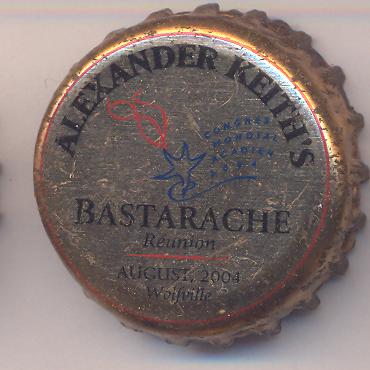 ALEXANDER KEITH'S
CONGRÈS
MONDIAL
ACADIEN
2004
BASTARACHE
Réunion
AUGUST, 2004
Wolfville